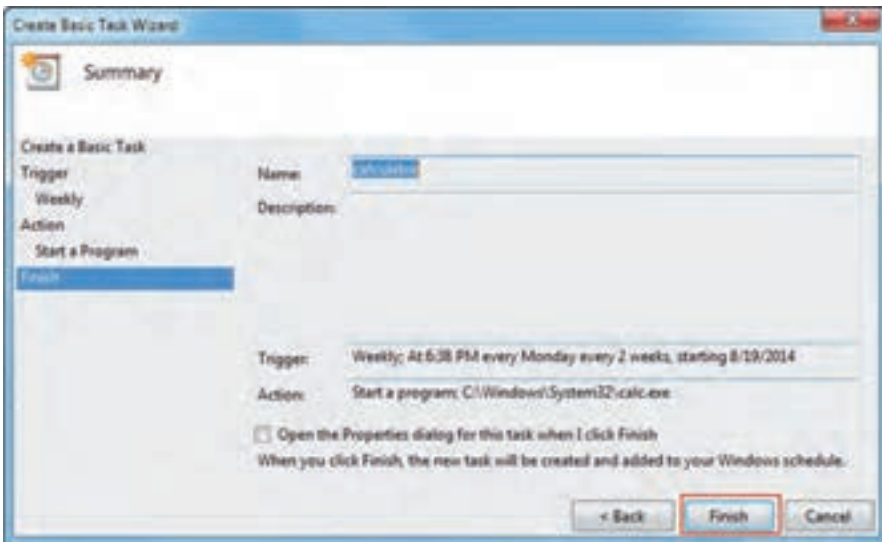 Create Basic Task Wizard
Summary
Create a Basic Task
Trigger
Weekly
Action
Start a Program
Finish
Name:
calculator
Description:
Trigger:
Weekly; At 6:38 PM every Monday every 2 weeks, starting 8/19/2014
Action:
Start a program; C:\Windows\System32\calc.exe
Open the Properties dialog for this task when I click Finish
When you click Finish, the new task will be created and added to your Windows schedule.
< Back
Finish
Cancel